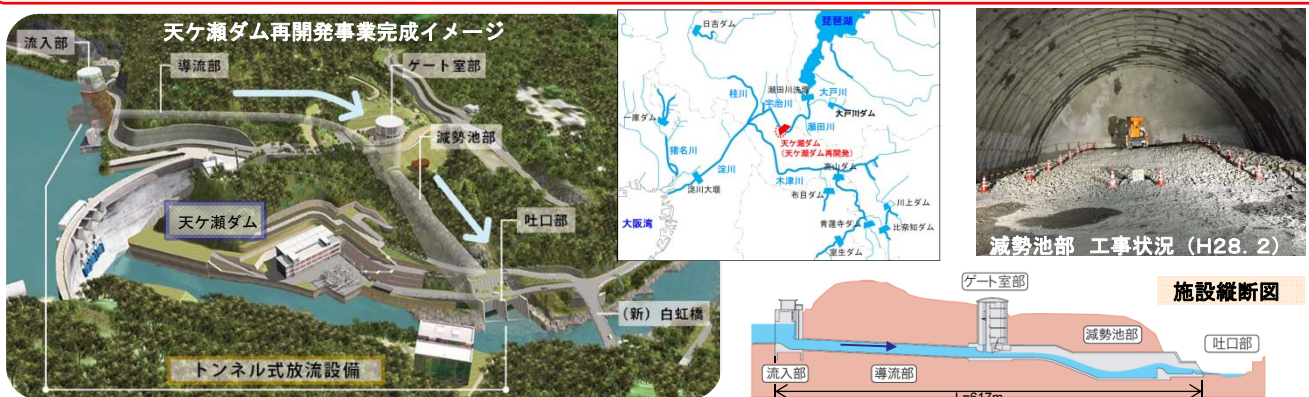 天ケ瀬ダム再開発事業完成イメージ
流入部
導流部
ゲート室部
減勢池部
天ケ瀬ダム
吐口部
(新) 白虹橋
トンネル式放流設備
日吉ダム
琵琶湖
桂川
宇治川
瀬田川洗堰
大戸川
大戸川ダム
瀬田川
一庫ダム
猪名川
淀川
天ケ瀬ダム
(天ケ瀬ダム再開発)
高山ダム
木津川
布目ダム
淀川大堰
川上ダム
大阪湾
青蓮寺ダム
比奈知ダム
室生ダム
減勢池部 工事状況 (H28. 2)
施設縦断図
ゲート室部
減勢池部
吐口部
流入部
導流部
L=617m